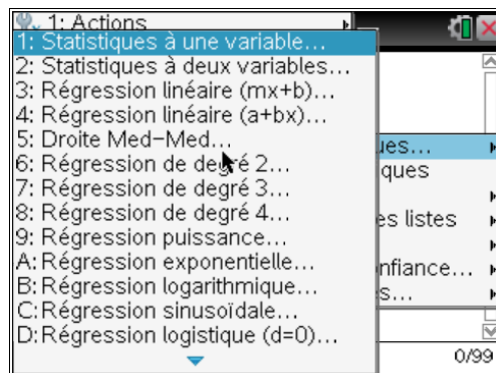 1: Actions
1: Statistiques à une variable...
2: Statistiques à deux variables...
3: Régression linéaire (mx+b)...
4: Régression linéaire (a+bx)...
5: Droite Med-Med...
6: Régression de degré 2...
7: Régression de degré 3...
8: Régression de degré 4...
9: Régression puissance...
A: Régression exponentielle...
B: Régression logarithmique...
C: Régression sinusoïdale...
D: Régression logistique (d=0)...
ues...
ques
es listes
nfiance...
s...
0/99